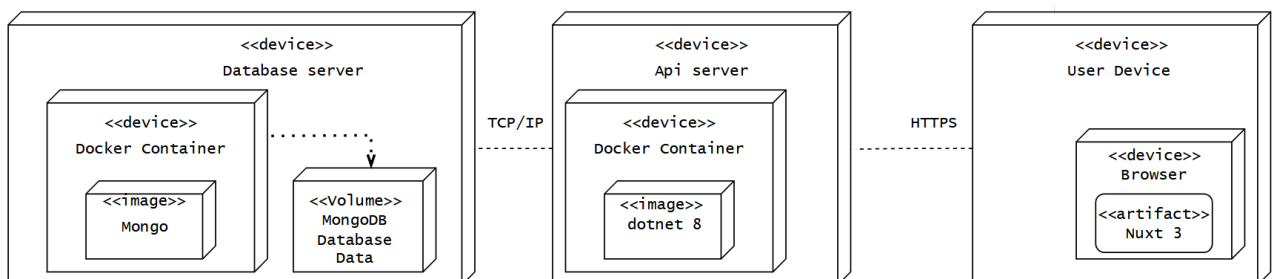 <<device>>
Database server
<<device>>
Docker Container
<<image>>
Mongo
<<Volume>>
MongoDB
Database
Data
TCP/IP
<<device>>
Api server
<<device>>
Docker Container
<<image>>
dotnet 8
HTTPS
<<device>>
User Device
<<device>>
Browser
<<artifact>>
Nuxt 3